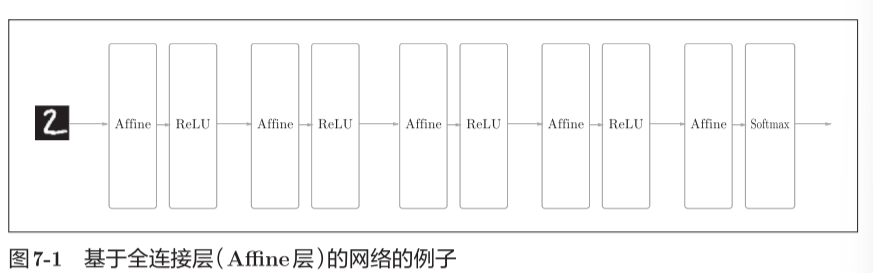 2 Affine ReLU Affine ReLU Affine ReLU Affine ReLU Affine Softmax
图7-1 基于全连接层(Affine层)的网络的例子